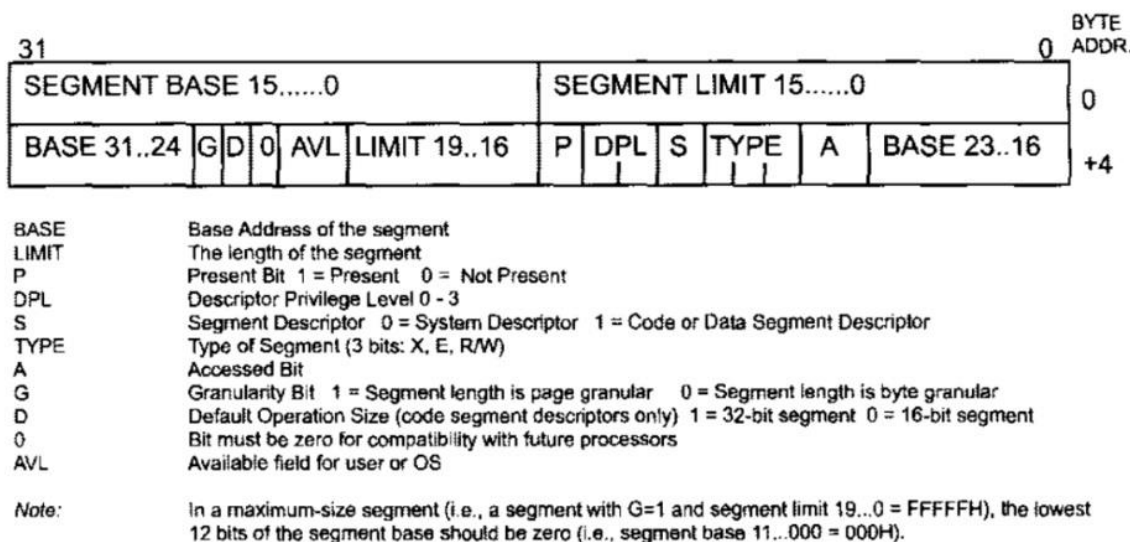 BYTE
31 0 ADDR.
SEGMENT BASE 15......0 SEGMENT LIMIT 15......0 0
BASE 31..24 G D 0 AVL LIMIT 19..16 P DPL S TYPE A BASE 23..16 +4
BASE Base Address of the segment
LIMIT The length of the segment
P Present Bit 1 = Present 0 = Not Present
DPL Descriptor Privilege Level 0 - 3
S Segment Descriptor 0 = System Descriptor 1 = Code or Data Segment Descriptor
TYPE Type of Segment (3 bits: X, E, R/W)
A Accessed Bit
G Granularity Bit 1 = Segment length is page granular 0 = Segment length is byte granular
D Default Operation Size (code segment descriptors only) 1 = 32-bit segment 0 = 16-bit segment
0 Bit must be zero for compatibility with future processors
AVL Available field for user or OS
Note: In a maximum-size segment (i.e., a segment with G=1 and segment limit 19...0 = FFFFFH), the lowest
12 bits of the segment base should be zero (i.e., segment base 11...000 = 000H).